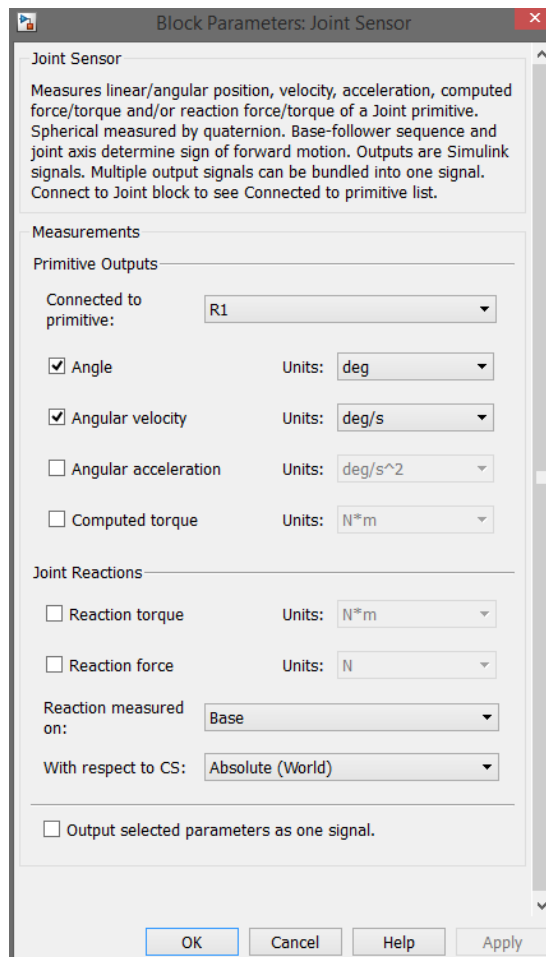 Block Parameters: Joint Sensor
Joint Sensor
Measures linear/angular position, velocity, acceleration, computed
force/torque and/or reaction force/torque of a Joint primitive.
Spherical measured by quaternion. Base-follower sequence and
joint axis determine sign of forward motion. Outputs are Simulink
signals. Multiple output signals can be bundled into one signal.
Connect to Joint block to see Connected to primitive list.
Measurements
Primitive Outputs
Connected to
primitive: R1
Angle Units: deg
Angular velocity Units: deg/s
Angular acceleration Units: deg/s^2
Computed torque Units: N*m
Joint Reactions
Reaction torque Units: N*m
Reaction force Units: N
Reaction measured
on: Base
With respect to CS: Absolute (World)
Output selected parameters as one signal.
OK Cancel Help Apply